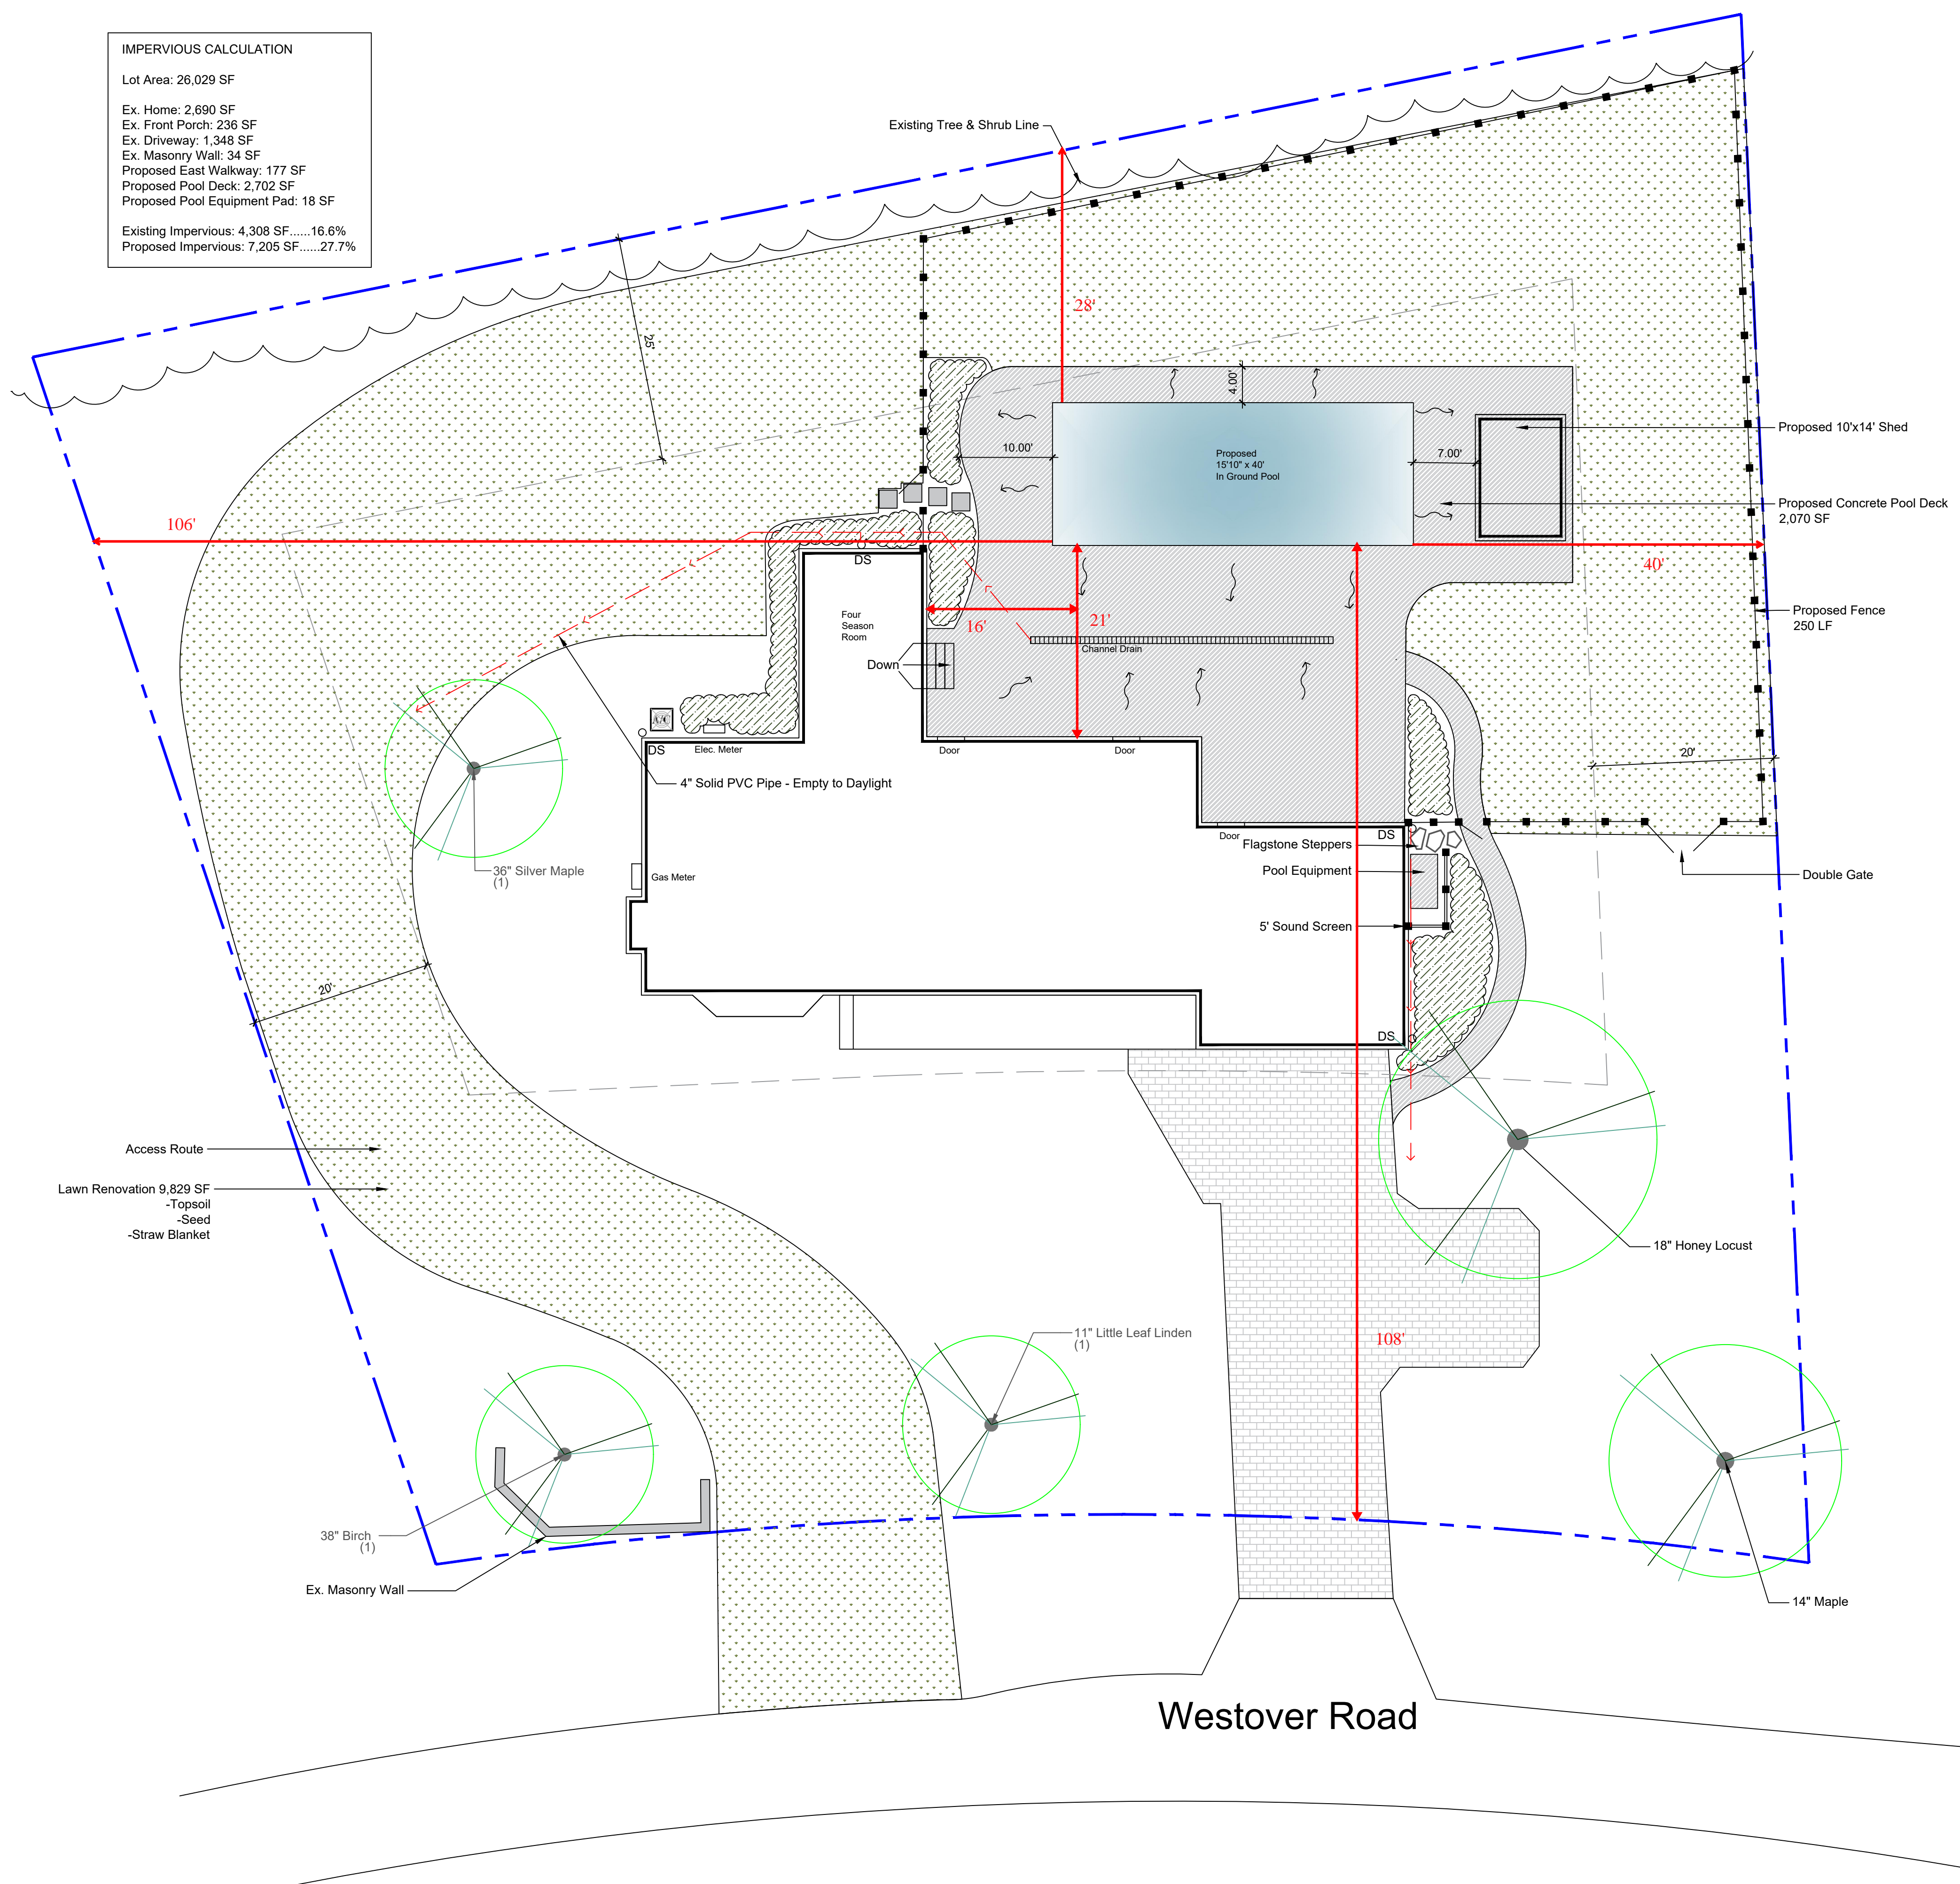 IMPERVIOUS CALCULATION
Lot Area: 26,029 SF
Ex. Home: 2,690 SF
Ex. Front Porch: 236 SF
Ex. Driveway: 1,348 SF
Ex. Masonry Wall: 34 SF
Proposed East Walkway: 177 SF
Proposed Pool Deck: 2,702 SF
Proposed Pool Equipment Pad: 18 SF
Existing Impervious: 4,308 SF......16.6%
Proposed Impervious: 7,205 SF......27.7%
Existing Tree & Shrub Line
28'
25'
4.00'
10.00'
Proposed
15'10" x 40'
In Ground Pool
7.00'
Proposed 10'x14' Shed
Proposed Concrete Pool Deck
2,070 SF
106'
DS
40'
Four
Season
Room
16'
21'
Proposed Fence
250 LF
Channel Drain
Down
A/C
DS
Elec. Meter
Door
Door
20'
4" Solid PVC Pipe - Empty to Daylight
Door
DS
Flagstone Steppers
Pool Equipment
36" Silver Maple
(1)
Gas Meter
Double Gate
5' Sound Screen
20'
DS
Access Route
Lawn Renovation 9,829 SF
-Topsoil
-Seed
-Straw Blanket
18" Honey Locust
11" Little Leaf Linden
(1)
108'
38" Birch
(1)
Ex. Masonry Wall
14" Maple
Westover Road